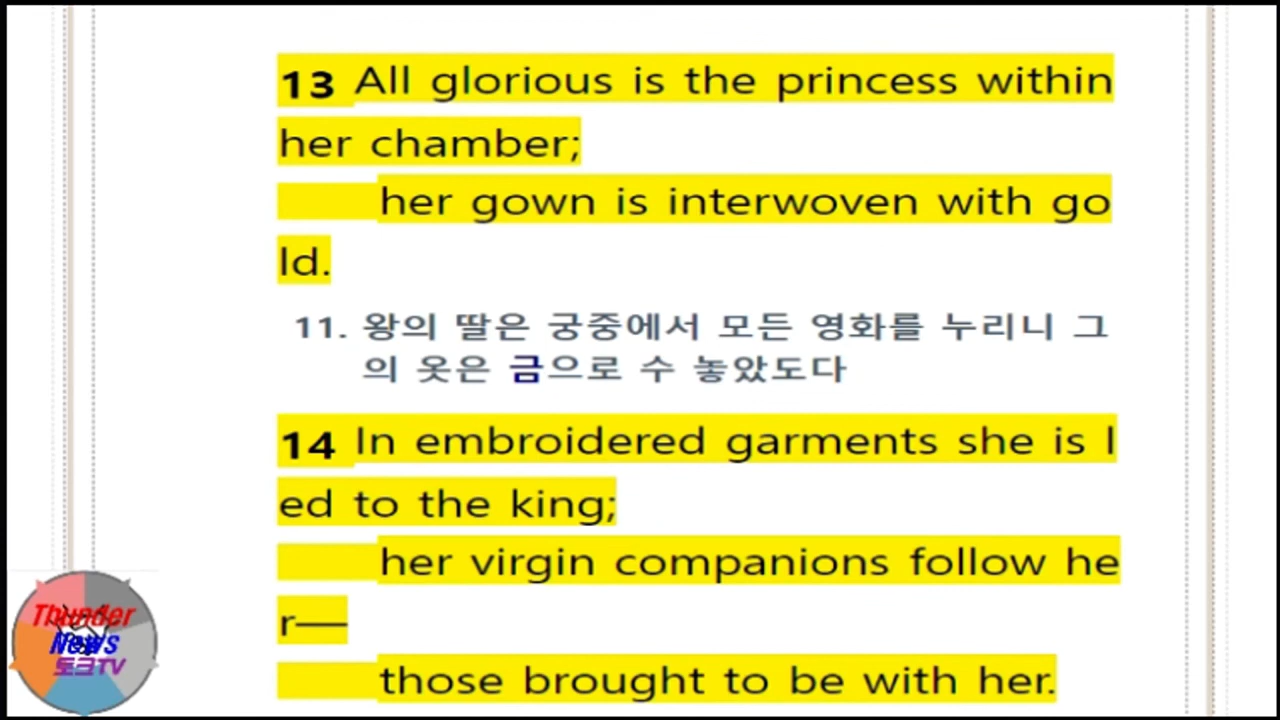 13 All glorious is the princess within
her chamber;
her gown is interwoven with go
ld.
11. 왕의 딸은 궁중에서 모든 영화를 누리니 그
의 옷은 금으로 수 놓았도다
14 In embroidered garments she is l
ed to the king;
her virgin companions follow he
r—
those brought to be with her.
Thunder
News
토크TV